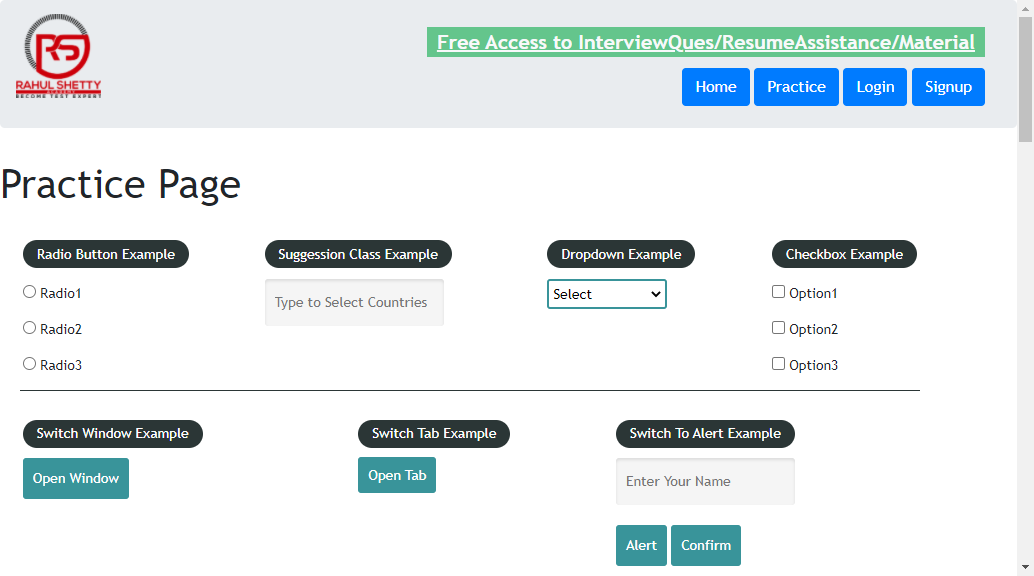 RS
RAHUL SHETTY
ACADEMY
BECOME TEST EXPERT
Free Access to InterviewQues/ResumeAssistance/Material
Home Practice Login Signup
Practice Page
Radio Button Example
Radio1
Radio2
Radio3
Suggession Class Example
Type to Select Countries
Dropdown Example
Select
Checkbox Example
Option1
Option2
Option3
Switch Window Example
Open Window
Switch Tab Example
Open Tab
Switch To Alert Example
Enter Your Name
Alert Confirm